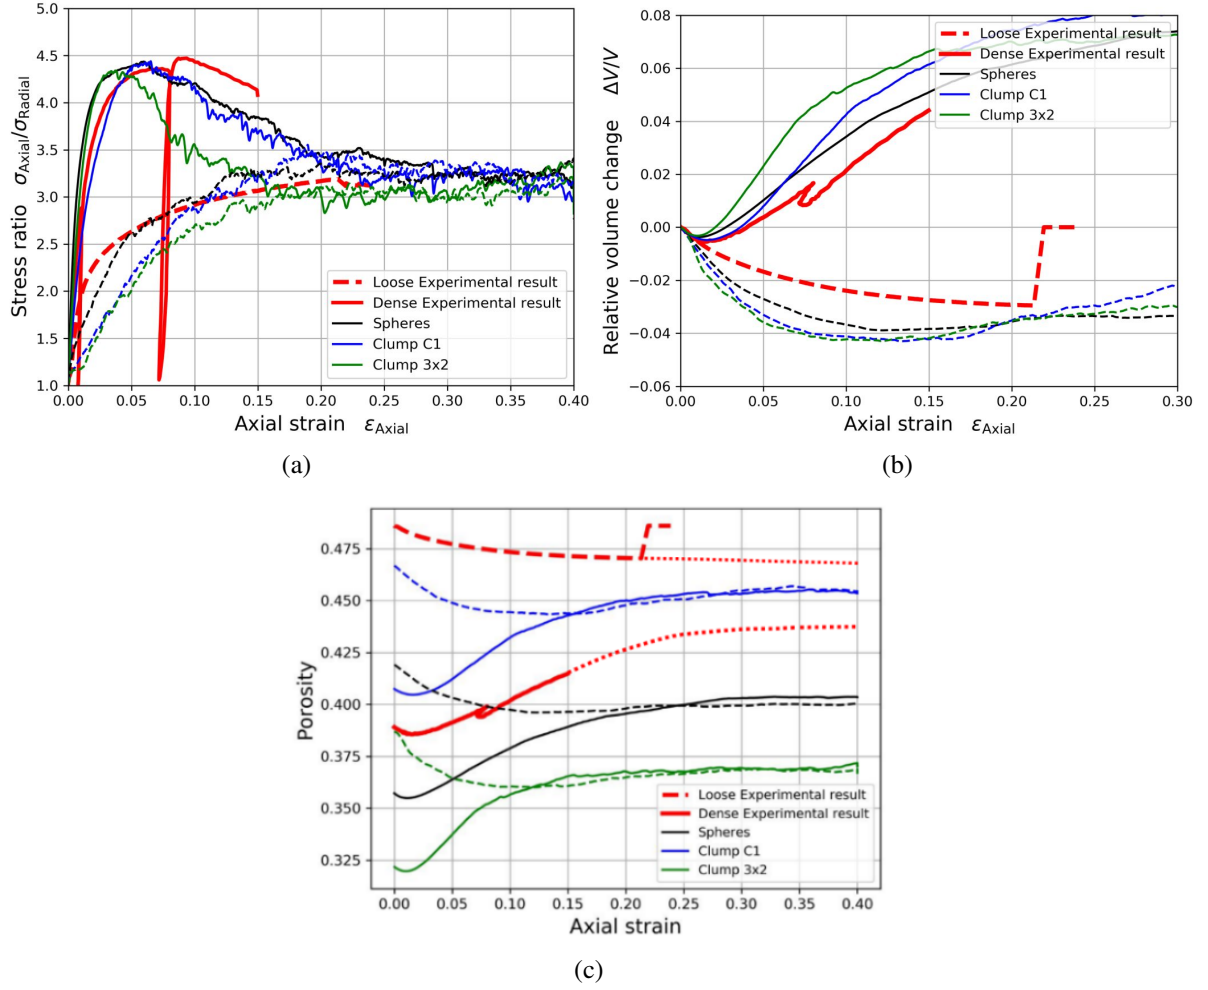 5.0
4.5
4.0
3.5
3.0
2.5
2.0
1.5
1.0
Stress ratio σ_Axial/σ_Radial
Loose Experimental result
Dense Experimental result
Spheres
Clump C1
Clump 3x2
0.00 0.05 0.10 0.15 0.20 0.25 0.30 0.35 0.40
Axial strain ε_Axial
(a)
0.08
0.06
0.04
0.02
0.00
−0.02
−0.04
−0.06
Relative volume change ΔV/V
Loose Experimental result
Dense Experimental result
Spheres
Clump C1
Clump 3x2
0.00 0.05 0.10 0.15 0.20 0.25 0.30
Axial strain ε_Axial
(b)
0.475
0.450
0.425
0.400
0.375
0.350
0.325
Porosity
Loose Experimental result
Dense Experimental result
Spheres
Clump C1
Clump 3x2
0.00 0.05 0.10 0.15 0.20 0.25 0.30 0.35 0.40
Axial strain
(c)